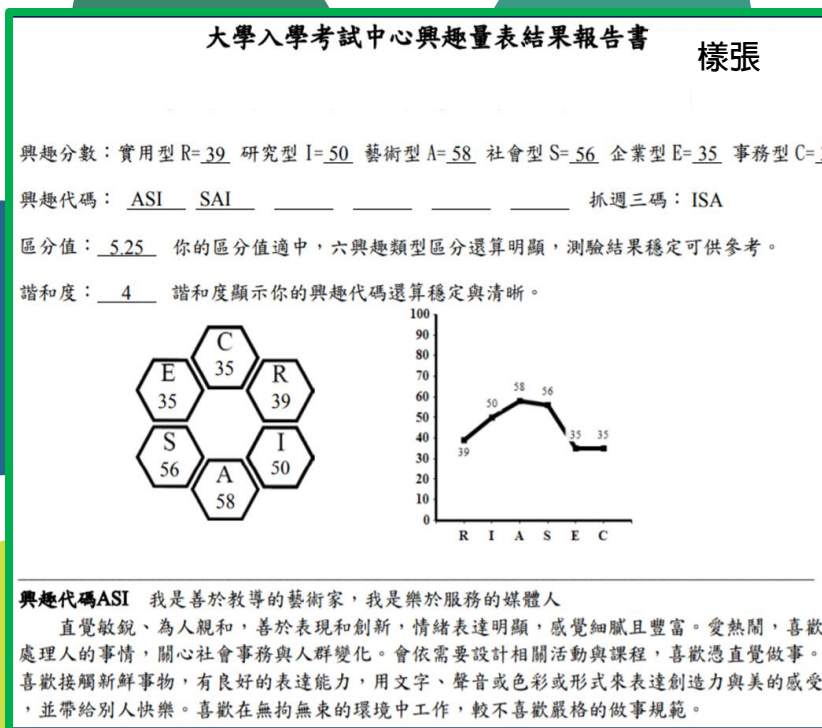 大學入學考試中心興趣量表結果報告書
樣張
興趣分數：實用型 R= 39 研究型 I= 50 藝術型 A= 58 社會型 S= 56 企業型 E= 35 事務型 C=
興趣代碼： ASI SAI 抓週三碼：ISA
區分值： 5.25 你的區分值適中，六興趣類型區分還算明顯，測驗結果穩定可供參考。
諧和度： 4 諧和度顯示你的興趣代碼還算穩定與清晰。
C
35
E
35
R
39
S
56
I
50
A
58
100
90
80
70
60
50
40
30
20
10
0
39
50
58
56
35
35
R I A S E C
興趣代碼ASI 我是善於教導的藝術家，我是樂於服務的媒體人
直覺敏銳、為人親和，善於表現和創新，情緒表達明顯，感覺細膩且豐富。愛熱鬧，喜歡
處理人的事情，關心社會事務與人群變化。會依需要設計相關活動與課程，喜歡憑直覺做事。
喜歡接觸新鮮事物，有良好的表達能力，用文字、聲音或色彩或形式來表達創造力與美的感受
，並帶給別人快樂。喜歡在無拘無束的環境中工作，較不喜歡嚴格的做事規範。